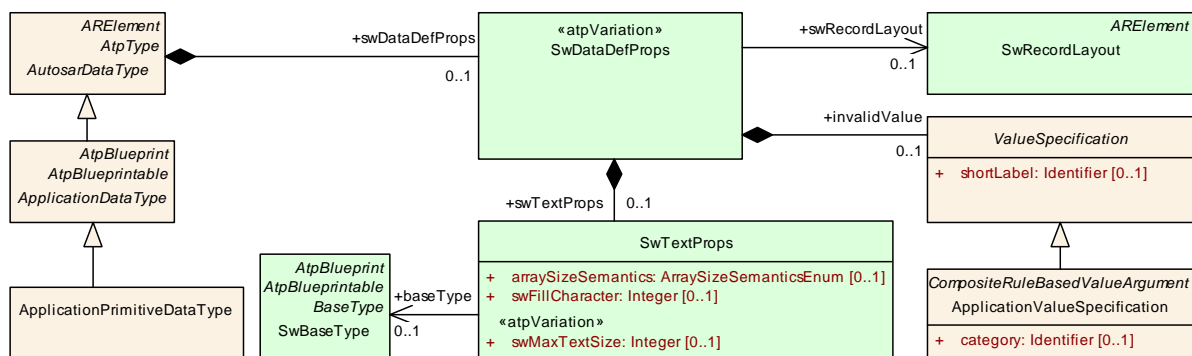 ARElement
AtpType
AutosarDataType
+swDataDefProps
0..1
«atpVariation»
SwDataDefProps
+swRecordLayout
0..1
ARElement
SwRecordLayout
+invalidValue
0..1
ValueSpecification
+ shortLabel: Identifier [0..1]
AtpBlueprint
AtpBlueprintable
ApplicationDataType
+swTextProps
0..1
SwTextProps
+ arraySizeSemantics: ArraySizeSemanticsEnum [0..1]
+ swFillCharacter: Integer [0..1]
«atpVariation»
+ swMaxTextSize: Integer [0..1]
AtpBlueprint
AtpBlueprintable
BaseType
SwBaseType
+baseType
0..1
ApplicationPrimitiveDataType
CompositeRuleBasedValueArgument
ApplicationValueSpecification
+ category: Identifier [0..1]